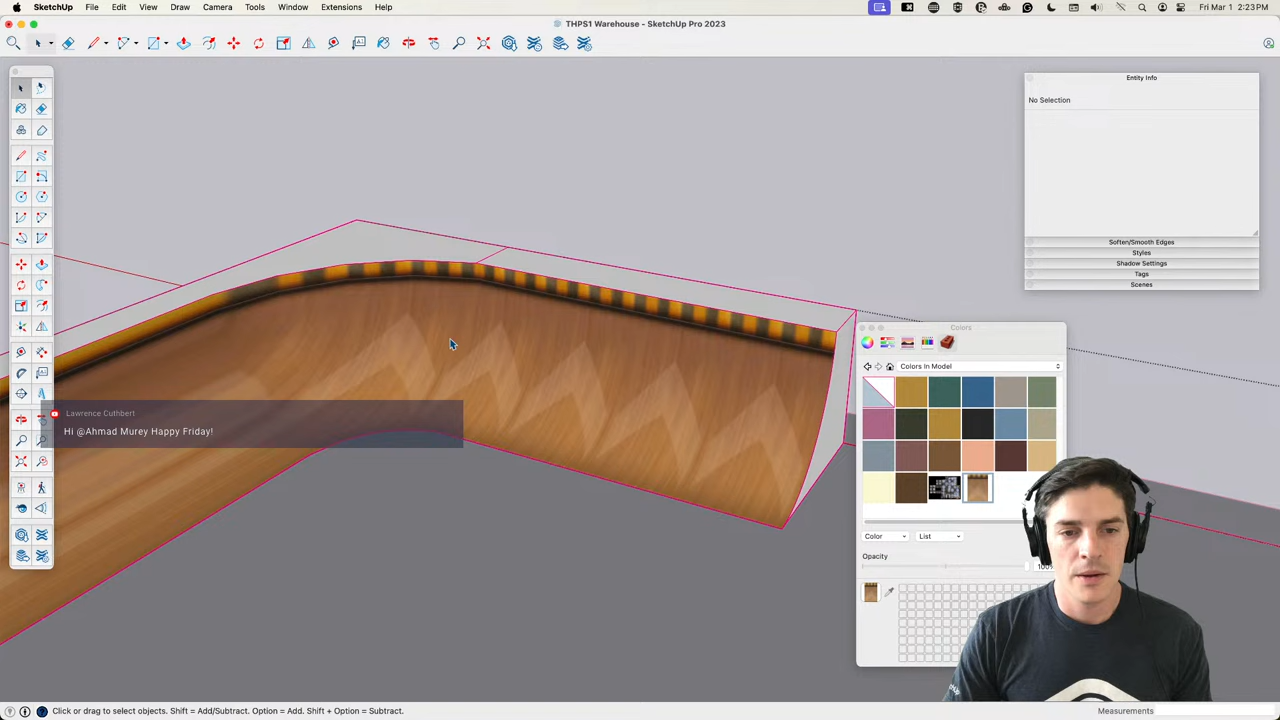 SketchUp File Edit View Draw Camera Tools Window Extensions Help
Fri Mar 1 2:23 PM
THPS1 Warehouse - SketchUp Pro 2023
Entity Info
No Selection
Soften/Smooth Edges
Styles
Shadow Settings
Tags
Scenes
Colors
Colors In Model
Lawrence Cuthbert
Hi @Ahmad Murey Happy Friday!
Color
List
Opacity
Click or drag to select objects. Shift = Add/Subtract. Option = Add. Shift + Option = Subtract.
Measurements